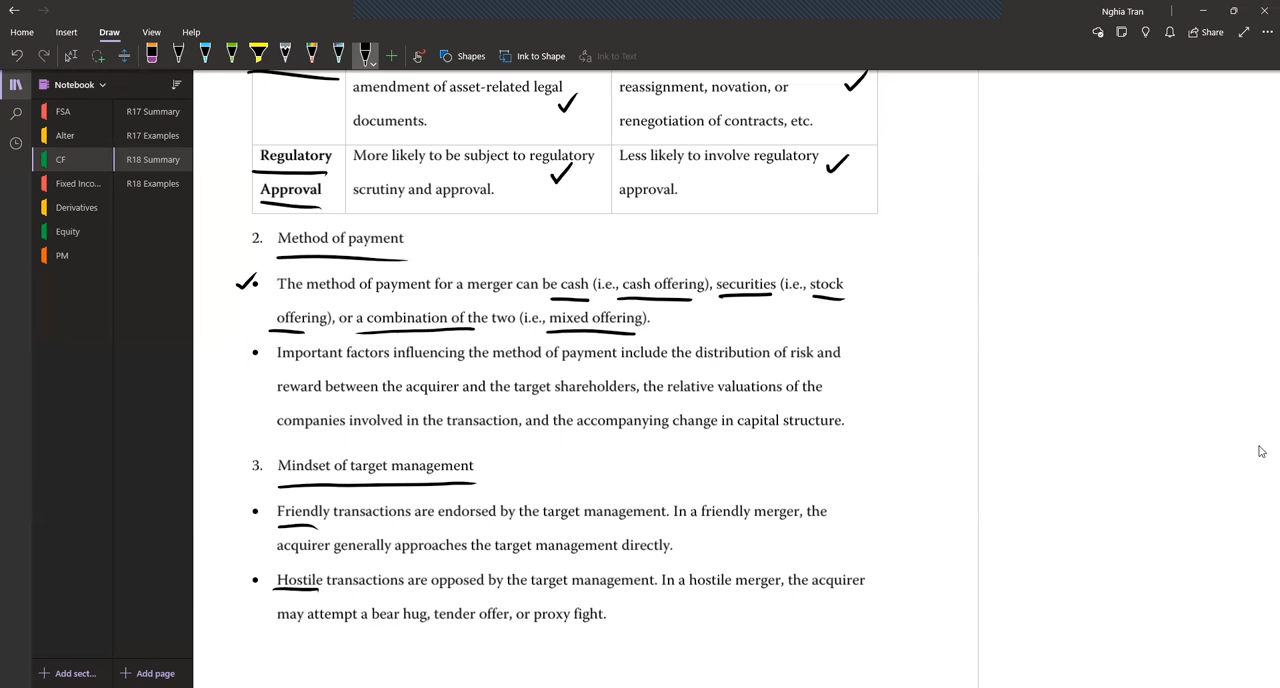 Nghia Tran
Home Insert Draw View Help
Shapes Ink to Shape Ink to Text Share
Notebook
FSA
Alter
CF
Fixed Inco...
Derivatives
Equity
PM
R17 Summary
R17 Examples
R18 Summary
R18 Examples
Add sect...
Add page
amendment of asset-related legal
documents.
reassignment, novation, or
renegotiation of contracts, etc.
Regulatory
Approval
More likely to be subject to regulatory
scrutiny and approval.
Less likely to involve regulatory
approval.
2. Method of payment
• The method of payment for a merger can be cash (i.e., cash offering), securities (i.e., stock
offering), or a combination of the two (i.e., mixed offering).
• Important factors influencing the method of payment include the distribution of risk and
reward between the acquirer and the target shareholders, the relative valuations of the
companies involved in the transaction, and the accompanying change in capital structure.
3. Mindset of target management
• Friendly transactions are endorsed by the target management. In a friendly merger, the
acquirer generally approaches the target management directly.
• Hostile transactions are opposed by the target management. In a hostile merger, the acquirer
may attempt a bear hug, tender offer, or proxy fight.